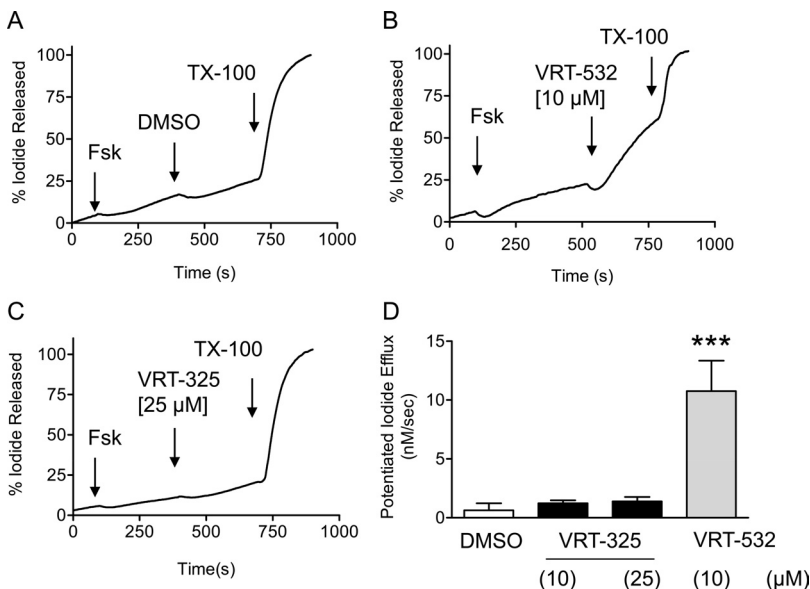 A
% Iodide Released
100
75
50
25
0
Fsk
DMSO
TX-100
0 250 500 750 1000
Time (s)
B
% Iodide Released
100
75
50
25
0
Fsk
VRT-532
[10 µM]
TX-100
0 250 500 750 1000
Time (s)
C
% Iodide Released
100
75
50
25
0
Fsk
VRT-325
[25 µM]
TX-100
0 250 500 750 1000
Time(s)
D
Potentiated Iodide Efflux
(nM/sec)
15
10
5
0
***
DMSO VRT-325 VRT-532
(10) (25) (10) (µM)